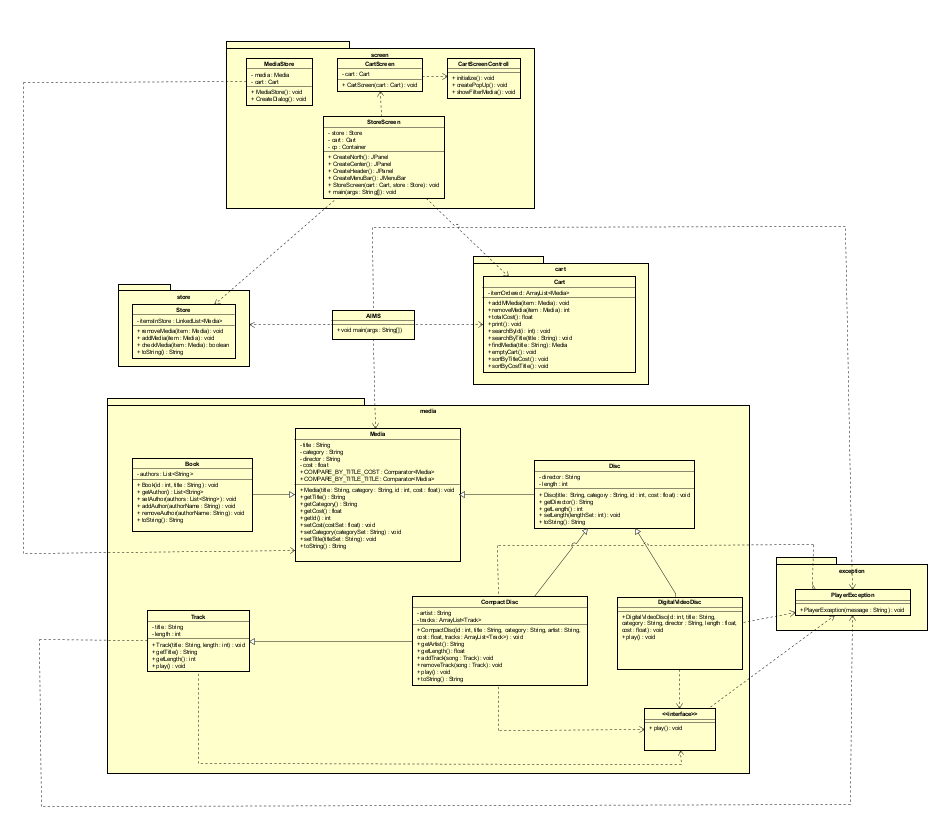 screen
MediaStore
- media : Media
- cart : Cart
+ MediaStore() : void
+ CreateDialog() : void
CartScreen
- cart : Cart
+ CartScreen(cart : Cart) : void
CartScreenControll
+ initialize() : void
+ createPopUp() : void
+ showFilterMedia() : void
StoreScreen
- store : Store
- cart : Cart
- cp : Container
+ CreateNorth() : JPanel
+ CreateCenter() : JPanel
+ CreateHeader() : JPanel
+ CreateMenuBar() : JMenuBar
+ StoreScreen(cart : Cart, store : Store) : void
+ main(args : String[]) : void
store
Store
- itemsInStore : LinkedList<Media>
+ removeMedia(item : Media) : void
+ addMedia(item : Media) : void
+ checkMedia(item : Media) : boolean
+ toString() : String
AIMS
+ void main(args : String[])
cart
Cart
- itemOrdered : ArrayList<Media>
+ addMMedia(item : Media) : void
+ removeMedia(item : Media) : int
+ totalCost() : float
+ print() : void
+ searchById(i : int) : void
+ searchByTitle(title : String) : void
+ findMedia(title : String) : Media
+ emptyCart() : void
+ sortByTitleCost() : void
+ sortByCostTitle() : void
media
Media
- title : String
- category : String
- director : String
- cost : float
+ COMPARE_BY_TITLE_COST : Comparator<Media>
+ COMPARE_BY_TITLE_TITLE : Comparator<Media>
+ Media(title : String, category : String, id : int, cost : float) : void
+ getTitle() : String
+ getCategory() : String
+ getCost() : float
+ getId() : int
+ setCost(costSet : float) : void
+ setCategory(categorySet : String) : void
+ setTitle(titleSet : String) : void
+ toString() : String
Book
- authors : List<String>
+ Book(id : int, title : String) : void
+ getAuthor() : List<String>
+ setAuthor(authors : List<String>) : void
+ addAuthor(authorName : String) : void
+ removeAuthor(authorName : String) : void
+ toString() : String
Disc
- director : String
- length : int
+ Disc(title : String, category : String, id : int, cost : float) : void
+ getDirector() : String
+ getLength() : int
+ setLength(lengthSet : int) : void
+ toString() : String
exception
PlayerException
+ PlayerException(message : String) : void
Track
- title : String
- length : int
+ Track(title : String, length : int) : void
+ getTitle() : String
+ getLength() : int
+ play() : void
Compact Disc
- artist : String
- tracks : ArrayList<Track>
+ CompactDisc(id : int, title : String, category : String, artist : String,
cost : float, tracks : ArrayList<Track>) : void
+ getArtist() : String
+ getLength() : float
+ addTrack(song : Track) : void
+ removeTrack(song : Track) : void
+ play() : void
+ toString() : String
DigitalVideoDisc
+ DigitalVideoDisc(id : int, title : String,
category : String, director : String, length : float,
cost : float) : void
+ play() : void
<<Interface>>
+ play() : void